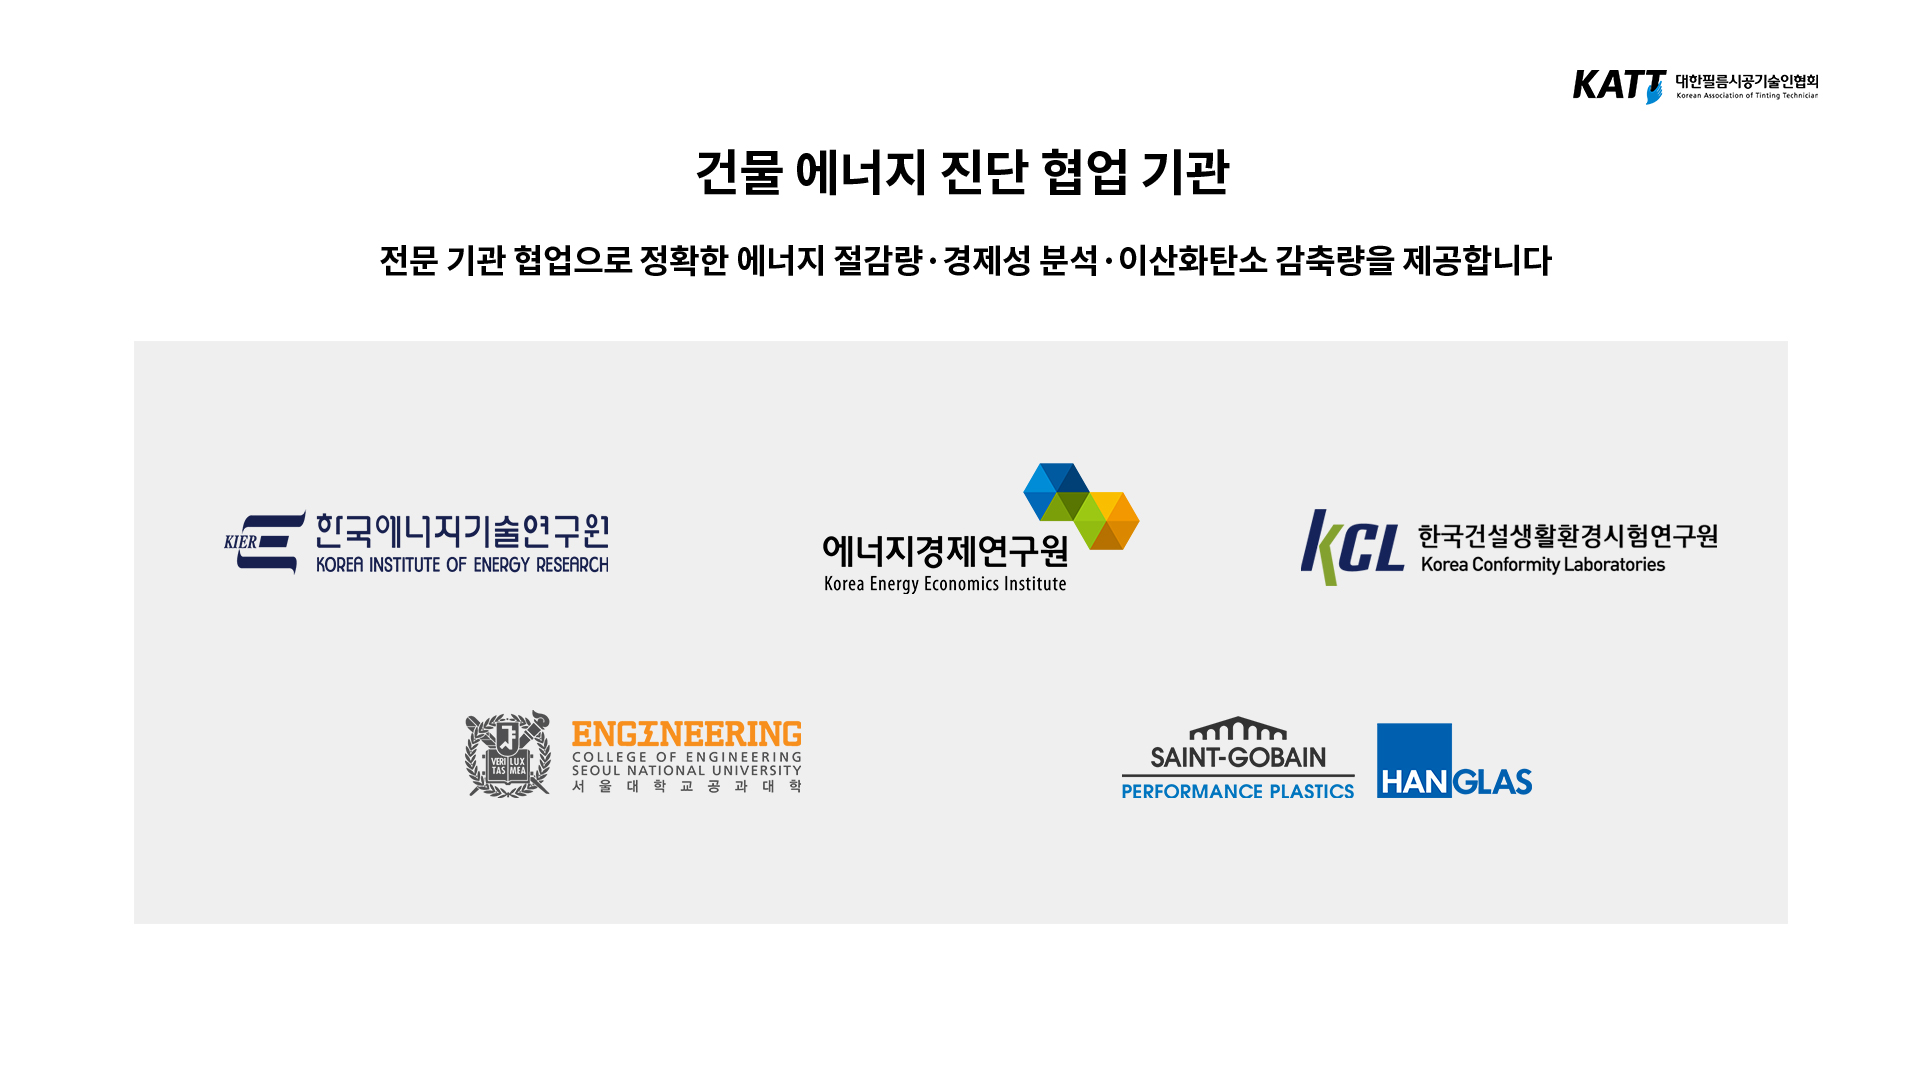 KATT 대한필름시공기술인협회
Korean Association of Tinting Technician
건물 에너지 진단 협업 기관
전문 기관 협업으로 정확한 에너지 절감량·경제성 분석·이산화탄소 감축량을 제공합니다
KIER 한국에너지기술연구원
KOREA INSTITUTE OF ENERGY RESEARCH
에너지경제연구원
Korea Energy Economics Institute
KCL 한국건설생활환경시험연구원
Korea Conformity Laboratories
VERI LUX
TAS MEA
ENGINEERING
COLLEGE OF ENGINEERING
SEOUL NATIONAL UNIVERSITY
서울대학교공과대학
SAINT-GOBAIN
PERFORMANCE PLASTICS
HANGLAS